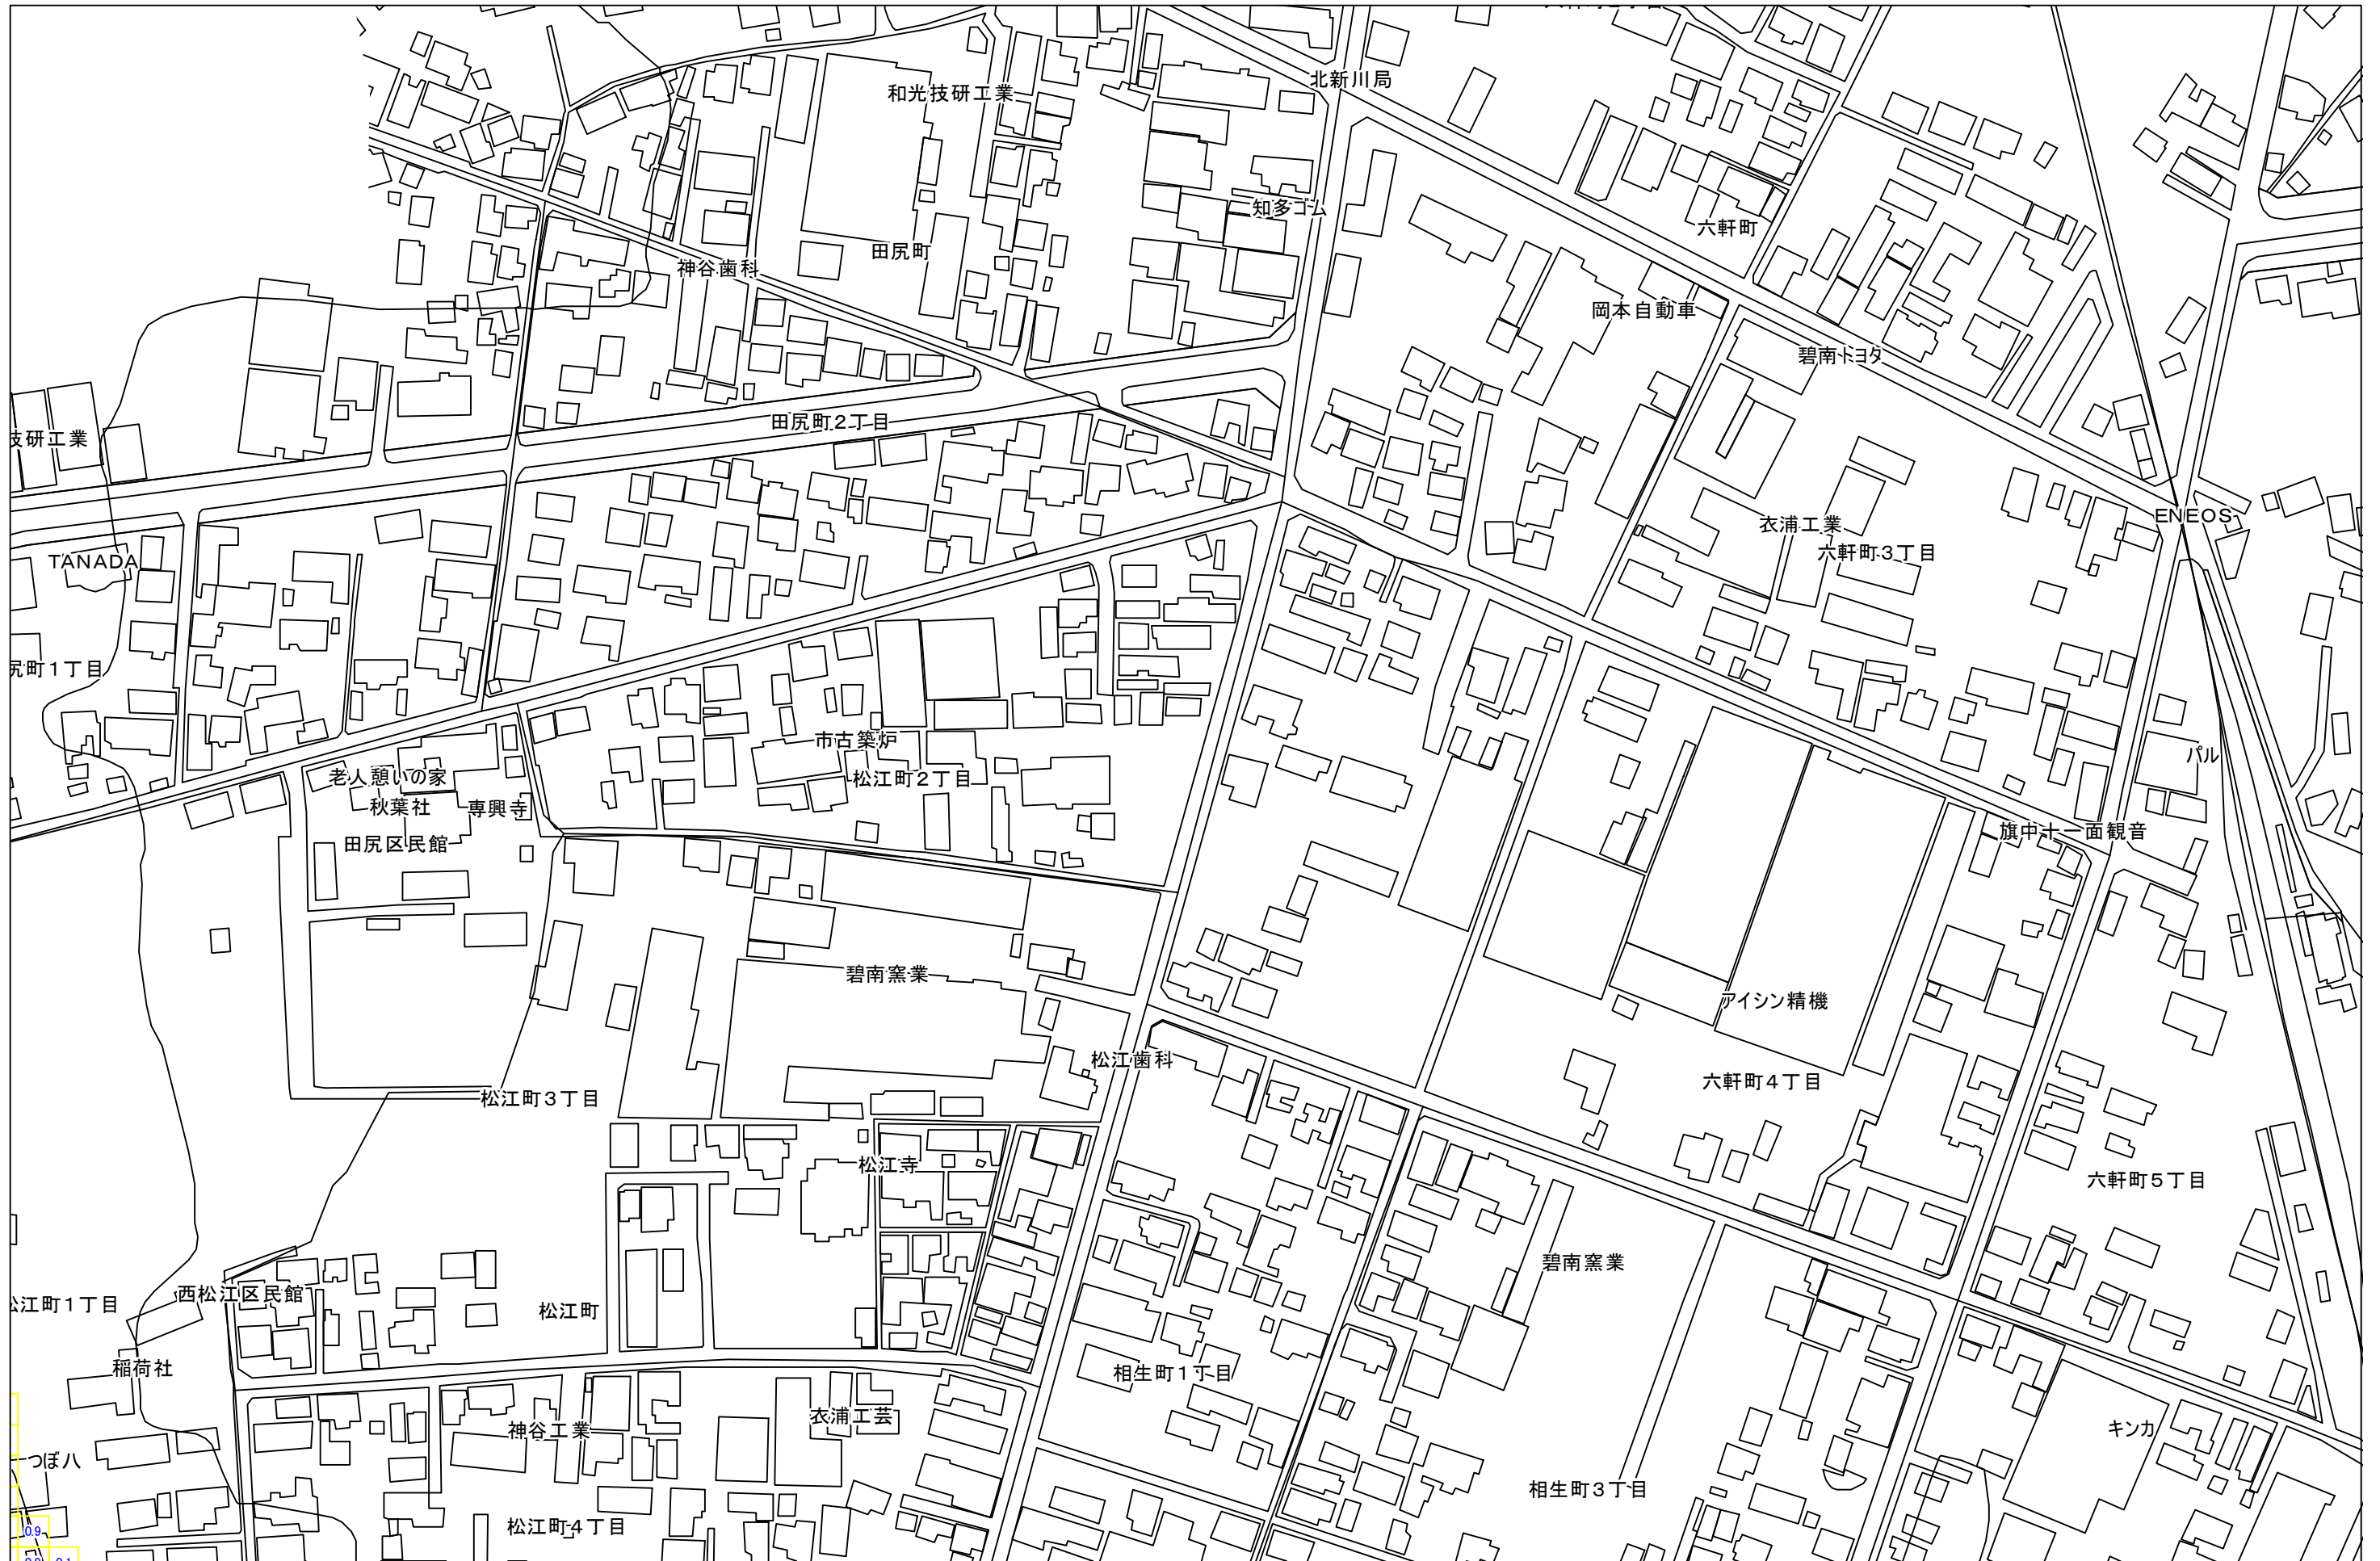 北新川局
和光技研工業
知多ゴム
六軒町
田尻町
神谷歯科
岡本自動車
碧南トヨタ
田尻町2丁目
技研工業
ENEOS
衣浦工業
六軒町3丁目
TANADA
尻町1丁目
市古築炉
パル
老人憩いの家
松江町2丁目
秋葉社
専興寺
旗中十一面観音
田尻区民館
碧南窯業
アイシン精機
松江歯科
六軒町4丁目
松江町3丁目
松江寺
六軒町5丁目
碧南窯業
西松江区民館
松江町1丁目
松江町
稲荷社
相生町1丁目
衣浦工芸
神谷工業
キンカ
つぼ八
相生町3丁目
松江町4丁目
0.9